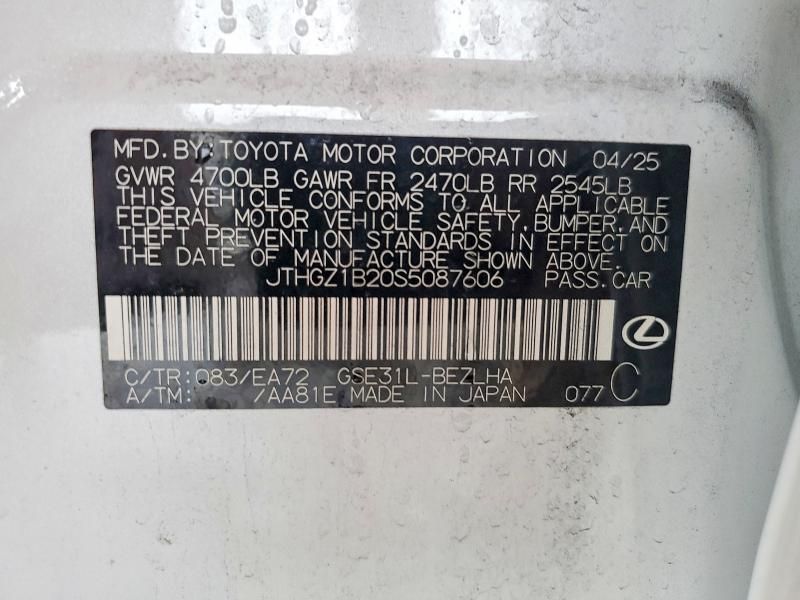 MFD. BY: TOYOTA MOTOR CORPORATION 04/25
GVWR 4700LB GAWR FR 2470LB RR 2545LB
THIS VEHICLE CONFORMS TO ALL APPLICABLE
FEDERAL MOTOR VEHICLE SAFETY, BUMPER, AND
THEFT PREVENTION STANDARDS IN EFFECT ON
THE DATE OF MANUFACTURE SHOWN ABOVE.
JTHGZ1B20S5087606 PASS. CAR
C/TR: 083/EA72 GSE31L-BEZLHA
A/TM: /AA81E MADE IN JAPAN 077 C